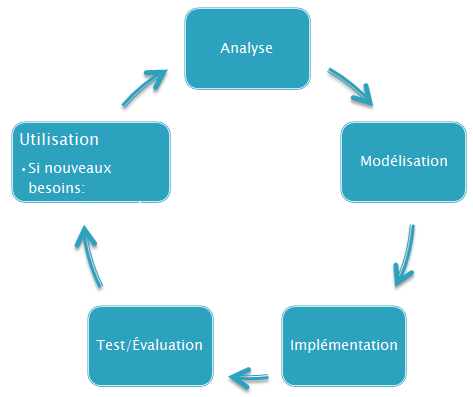 Analyse
Modélisation
Implémentation
Test/Évaluation
Utilisation
•Si nouveaux
besoins: